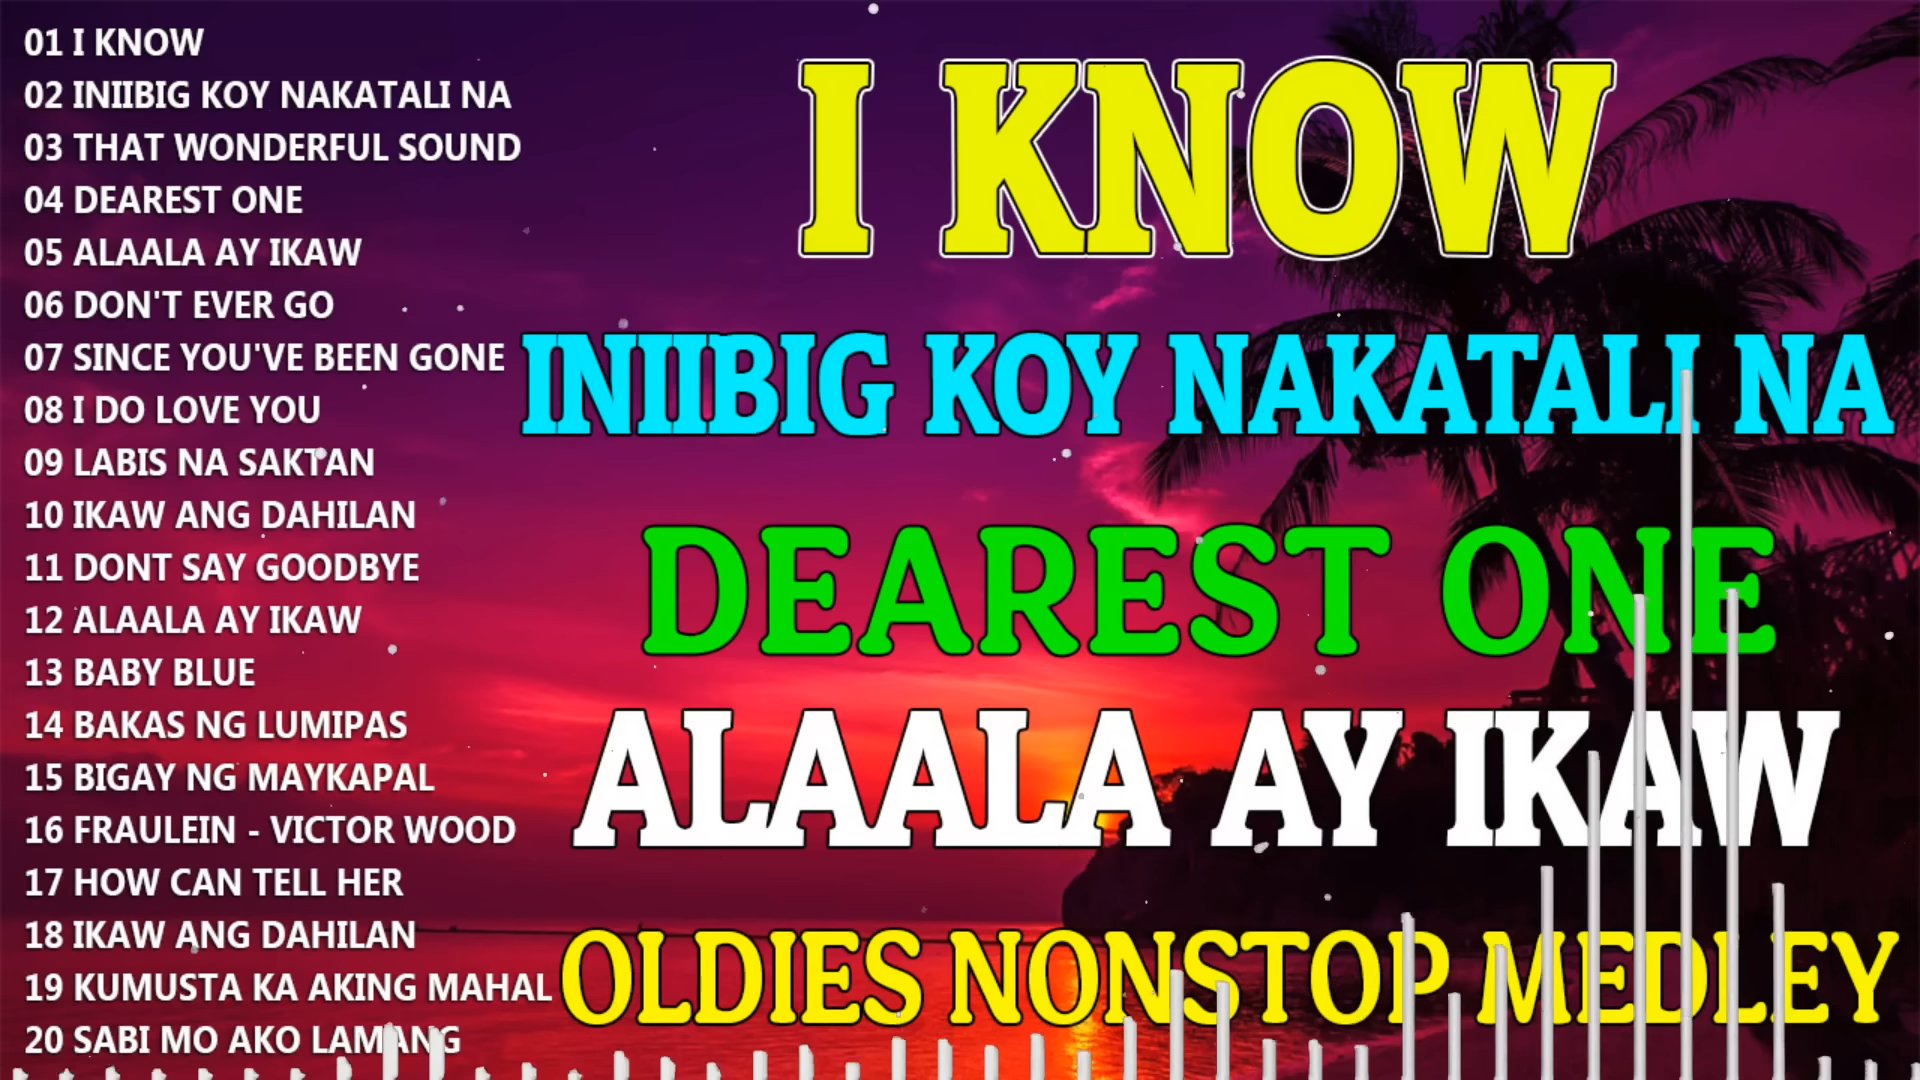 01 I KNOW
02 INIIBIG KOY NAKATALI NA
03 THAT WONDERFUL SOUND
04 DEAREST ONE
05 ALAALA AY IKAW
06 DON'T EVER GO
07 SINCE YOU'VE BEEN GONE
08 I DO LOVE YOU
09 LABIS NA SAKTAN
10 IKAW ANG DAHILAN
11 DONT SAY GOODBYE
12 ALAALA AY IKAW
13 BABY BLUE
14 BAKAS NG LUMIPAS
15 BIGAY NG MAYKAPAL
16 FRAULEIN - VICTOR WOOD
17 HOW CAN TELL HER
18 IKAW ANG DAHILAN
19 KUMUSTA KA AKING MAHAL
20 SABI MO AKO LAMANG
I KNOW
INIIBIG KOY NAKATALI NA
DEAREST ONE
ALAALA AY IKAW
OLDIES NONSTOP MEDLEY